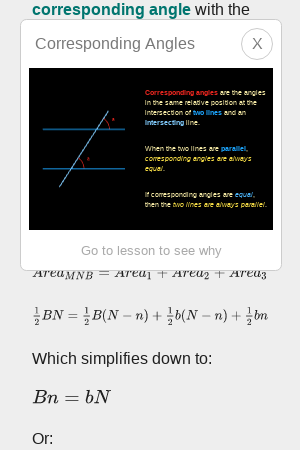 corresponding angle with the
Corresponding Angles
X
Corresponding angles are the angles
in the same relative position at the
intersection of two lines and an
intersecting line.
When the two lines are parallel,
corresponding angles are always
equal.
If corresponding angles are equal,
then the two lines are always parallel.
Go to lesson to see why
Area_{MNB} = Area_1 + Area_2 + Area_3
\frac{1}{2}BN = \frac{1}{2}B(N − n) + \frac{1}{2}b(N − n) + \frac{1}{2}bn
Which simplifies down to:
Bn = bN
Or: